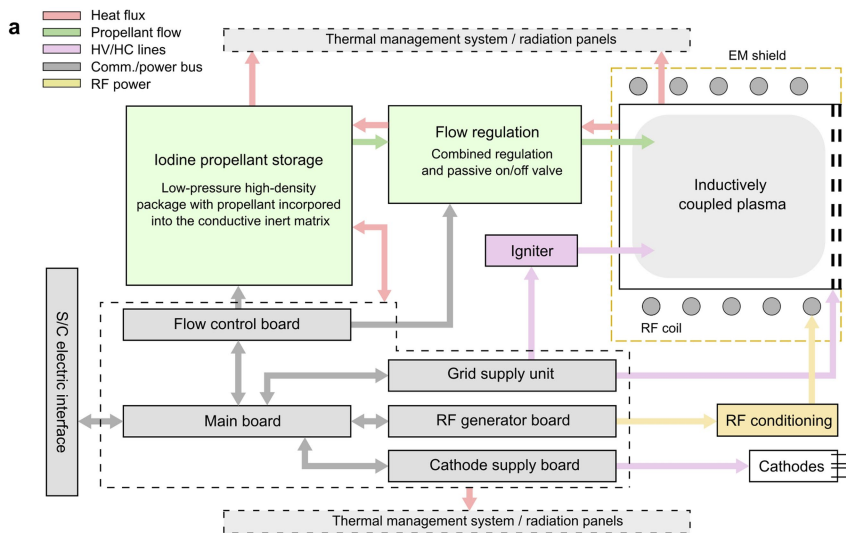 a
Heat flux
Propellant flow
HV/HC lines
Comm./power bus
RF power
Thermal management system / radiation panels
EM shield
Iodine propellant storage
Low-pressure high-density
package with propellant incorpored
into the conductive inert matrix
Flow regulation
Combined regulation
and passive on/off valve
Inductively
coupled plasma
Igniter
RF coil
S/C electric interface
Flow control board
Grid supply unit
Main board
RF generator board
RF conditioning
Cathode supply board
Cathodes
Thermal management system / radiation panels